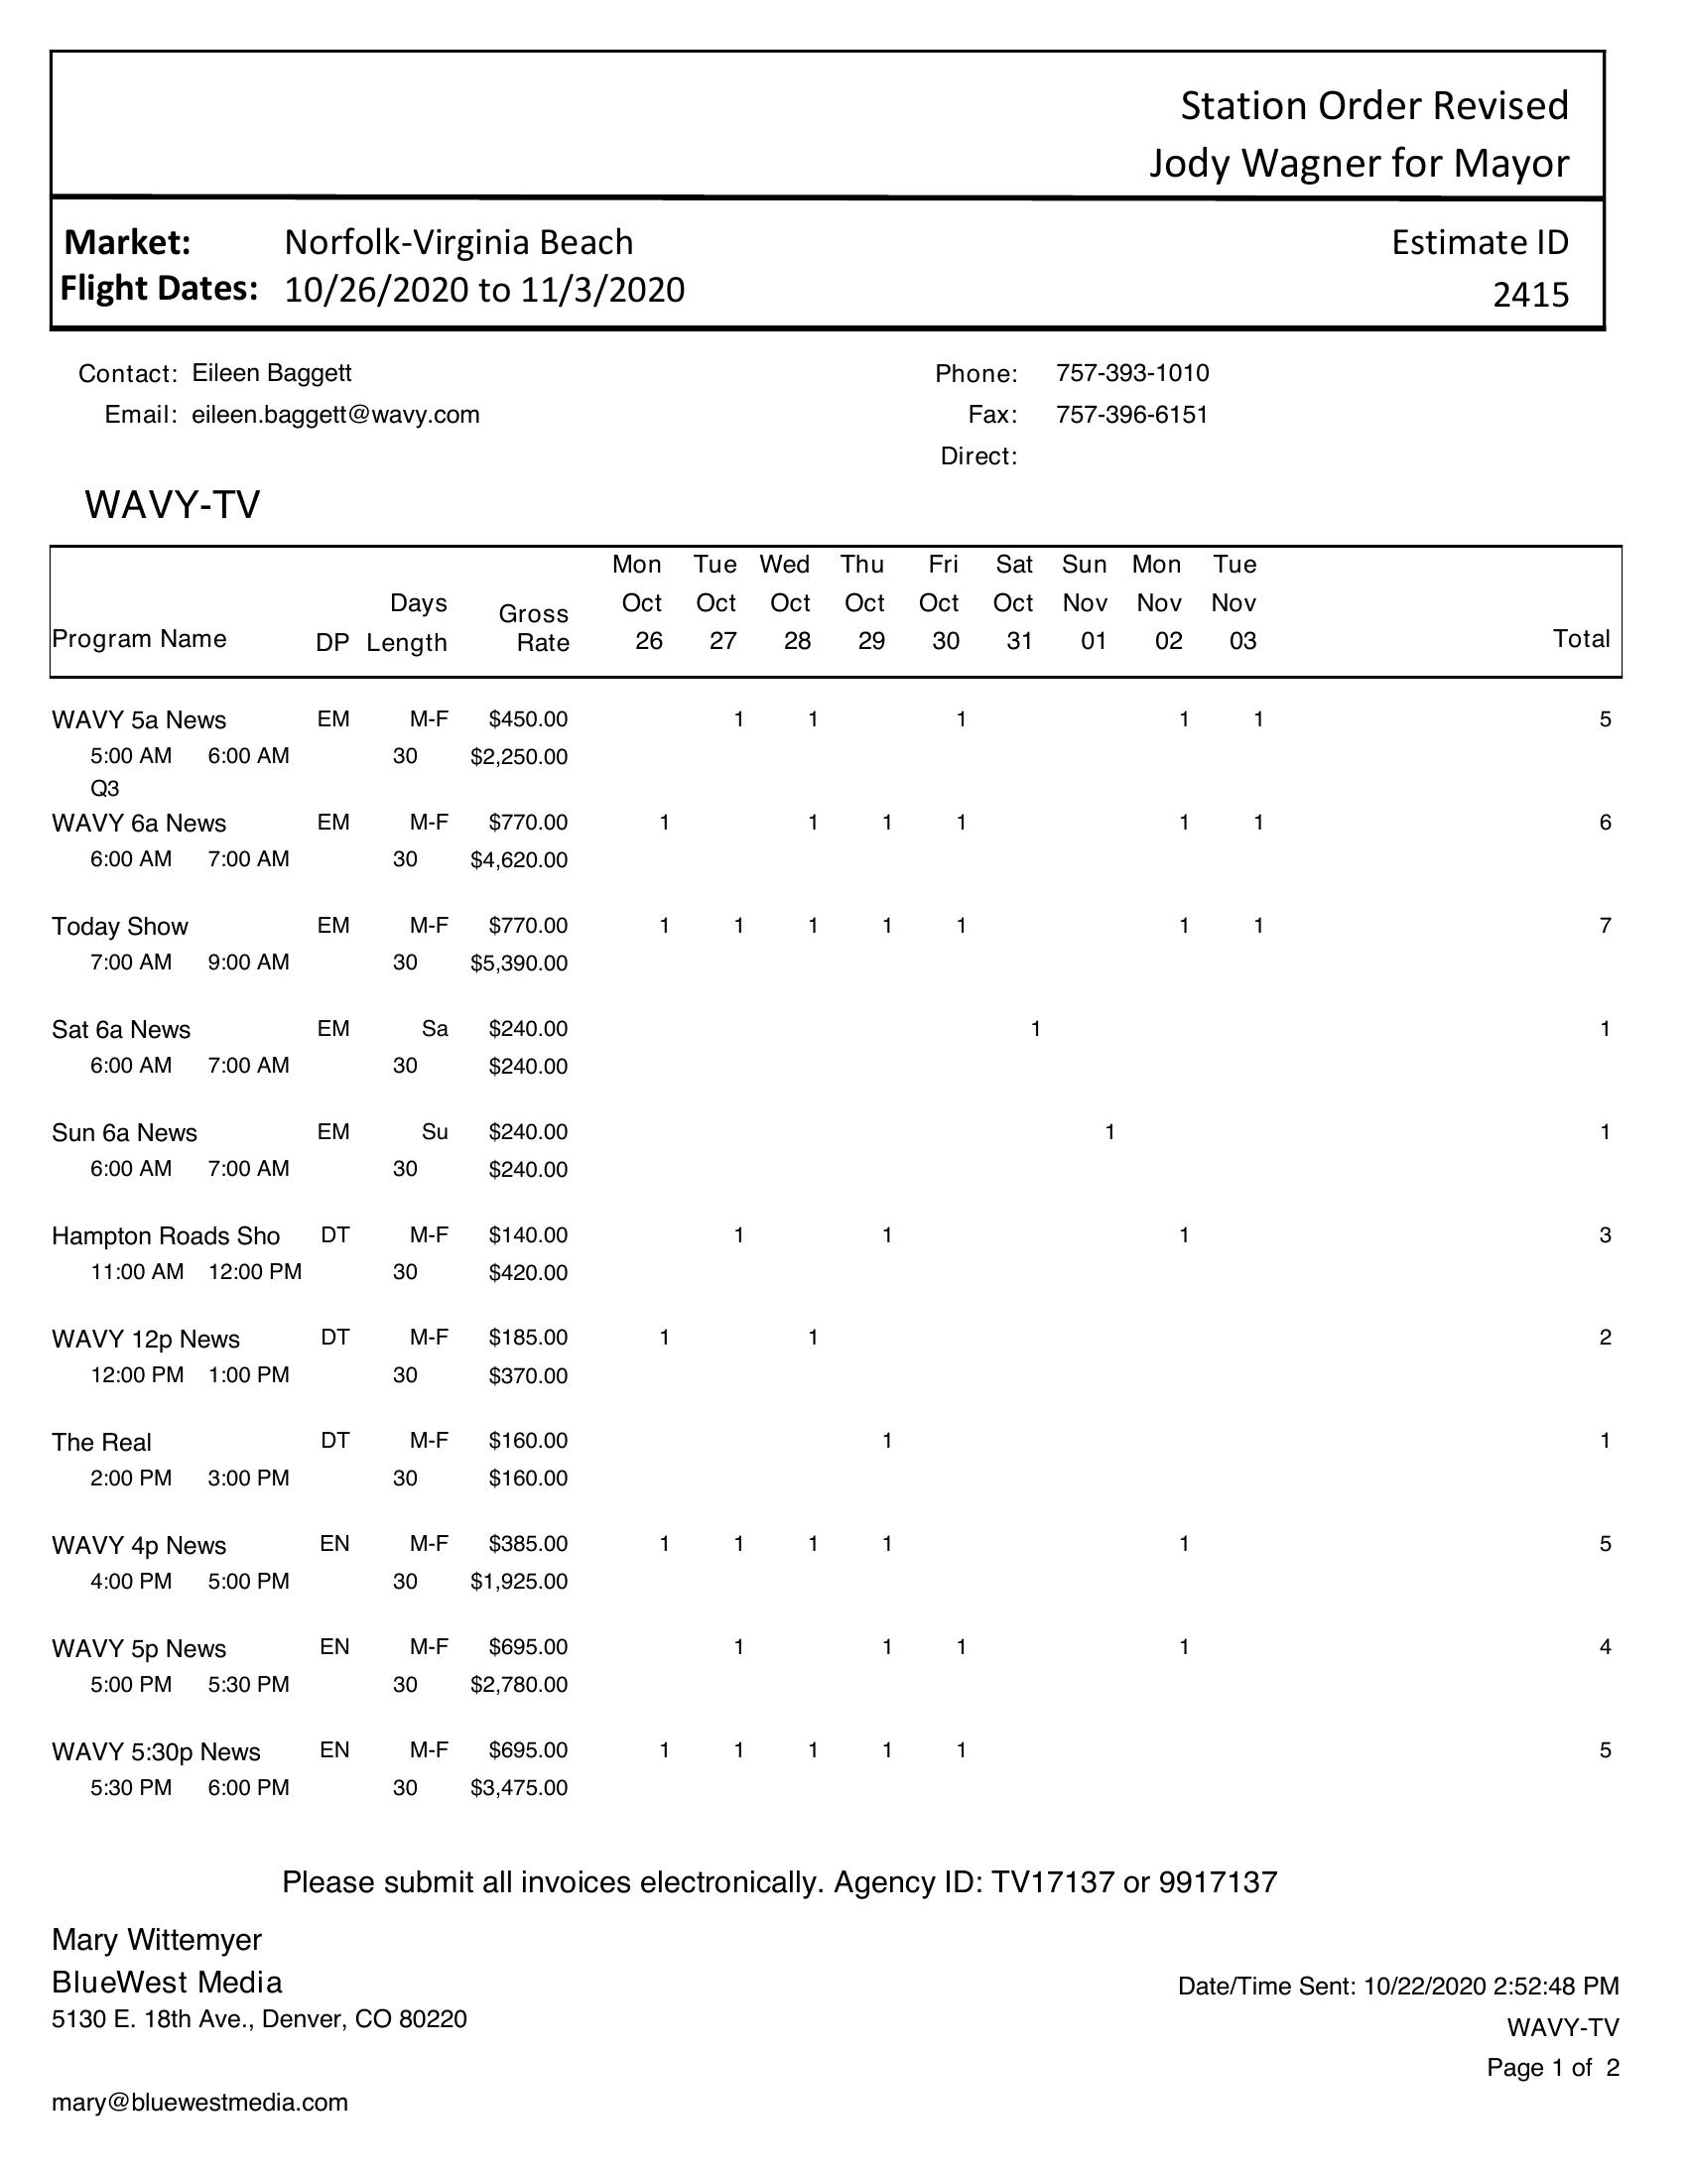 Station Order Revised
Jody Wagner for Mayor
Market: Norfolk-Virginia Beach Estimate ID
Flight Dates: 10/26/2020 to 11/3/2020 2415
Contact: Eileen Baggett Phone: 757-393-1010
Email: eileen.baggett@wavy.com Fax: 757-396-6151
Direct:
WAVY-TV
Mon Tue Wed Thu Fri Sat Sun Mon Tue
Days Gross Oct Oct Oct Oct Oct Oct Nov Nov Nov
Program Name DP Length Rate 26 27 28 29 30 31 01 02 03 Total
WAVY 5a News EM M-F $450.00 1 1 1 1 1 5
5:00 AM 6:00 AM 30 $2,250.00
Q3
WAVY 6a News EM M-F $770.00 1 1 1 1 1 1 6
6:00 AM 7:00 AM 30 $4,620.00
Today Show EM M-F $770.00 1 1 1 1 1 1 1 7
7:00 AM 9:00 AM 30 $5,390.00
Sat 6a News EM Sa $240.00 1 1
6:00 AM 7:00 AM 30 $240.00
Sun 6a News EM Su $240.00 1 1
6:00 AM 7:00 AM 30 $240.00
Hampton Roads Sho DT M-F $140.00 1 1 1 3
11:00 AM 12:00 PM 30 $420.00
WAVY 12p News DT M-F $185.00 1 1 2
12:00 PM 1:00 PM 30 $370.00
The Real DT M-F $160.00 1 1
2:00 PM 3:00 PM 30 $160.00
WAVY 4p News EN M-F $385.00 1 1 1 1 1 5
4:00 PM 5:00 PM 30 $1,925.00
WAVY 5p News EN M-F $695.00 1 1 1 1 4
5:00 PM 5:30 PM 30 $2,780.00
WAVY 5:30p News EN M-F $695.00 1 1 1 1 1 5
5:30 PM 6:00 PM 30 $3,475.00
Please submit all invoices electronically. Agency ID: TV17137 or 9917137
Mary Wittemyer
BlueWest Media
5130 E. 18th Ave., Denver, CO 80220
Date/Time Sent: 10/22/2020 2:52:48 PM
WAVY-TV
Page 1 of 2
mary@bluewestmedia.com